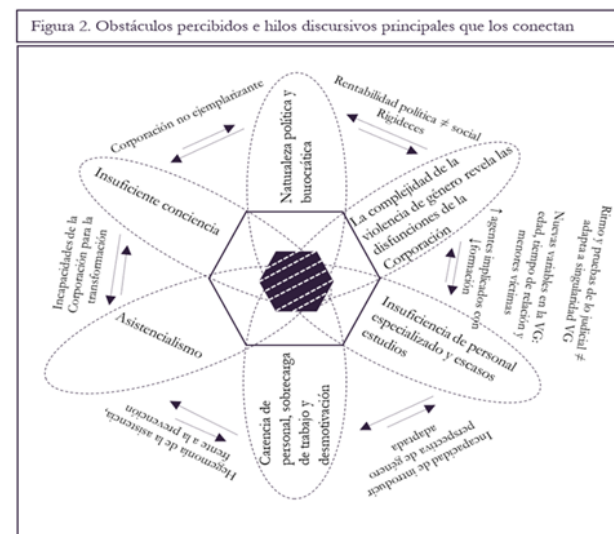 Figura 2. Obstáculos percibidos e hilos discursivos principales que los conectan
Corporación no ejemplarizante
Naturaleza política y
burocrática
Rentabilidad política ≠ social
Rigideces
La complejidad de la
violencia de género revela las
disfunciones de la
Corporación
Ritmo y pruebas de lo judicial ≠
adapta a singularidad VG
Nuevas variables en la VG:
edad, tiempo de relación y
menores víctimas
↑ agentes implicados con
↓formación
Insuficiencia de personal
especializado y escasos
estudios
Incapacidad de introducir
perspectiva de género
adaptada
Carencia de
personal, sobrecarga
de trabajo y
desmotivación
Hegemonía de la asistencia,
frente a la prevención
Asistencialismo
Incapacidades de la
Corporación para la
transformación
Insuficiente conciencia